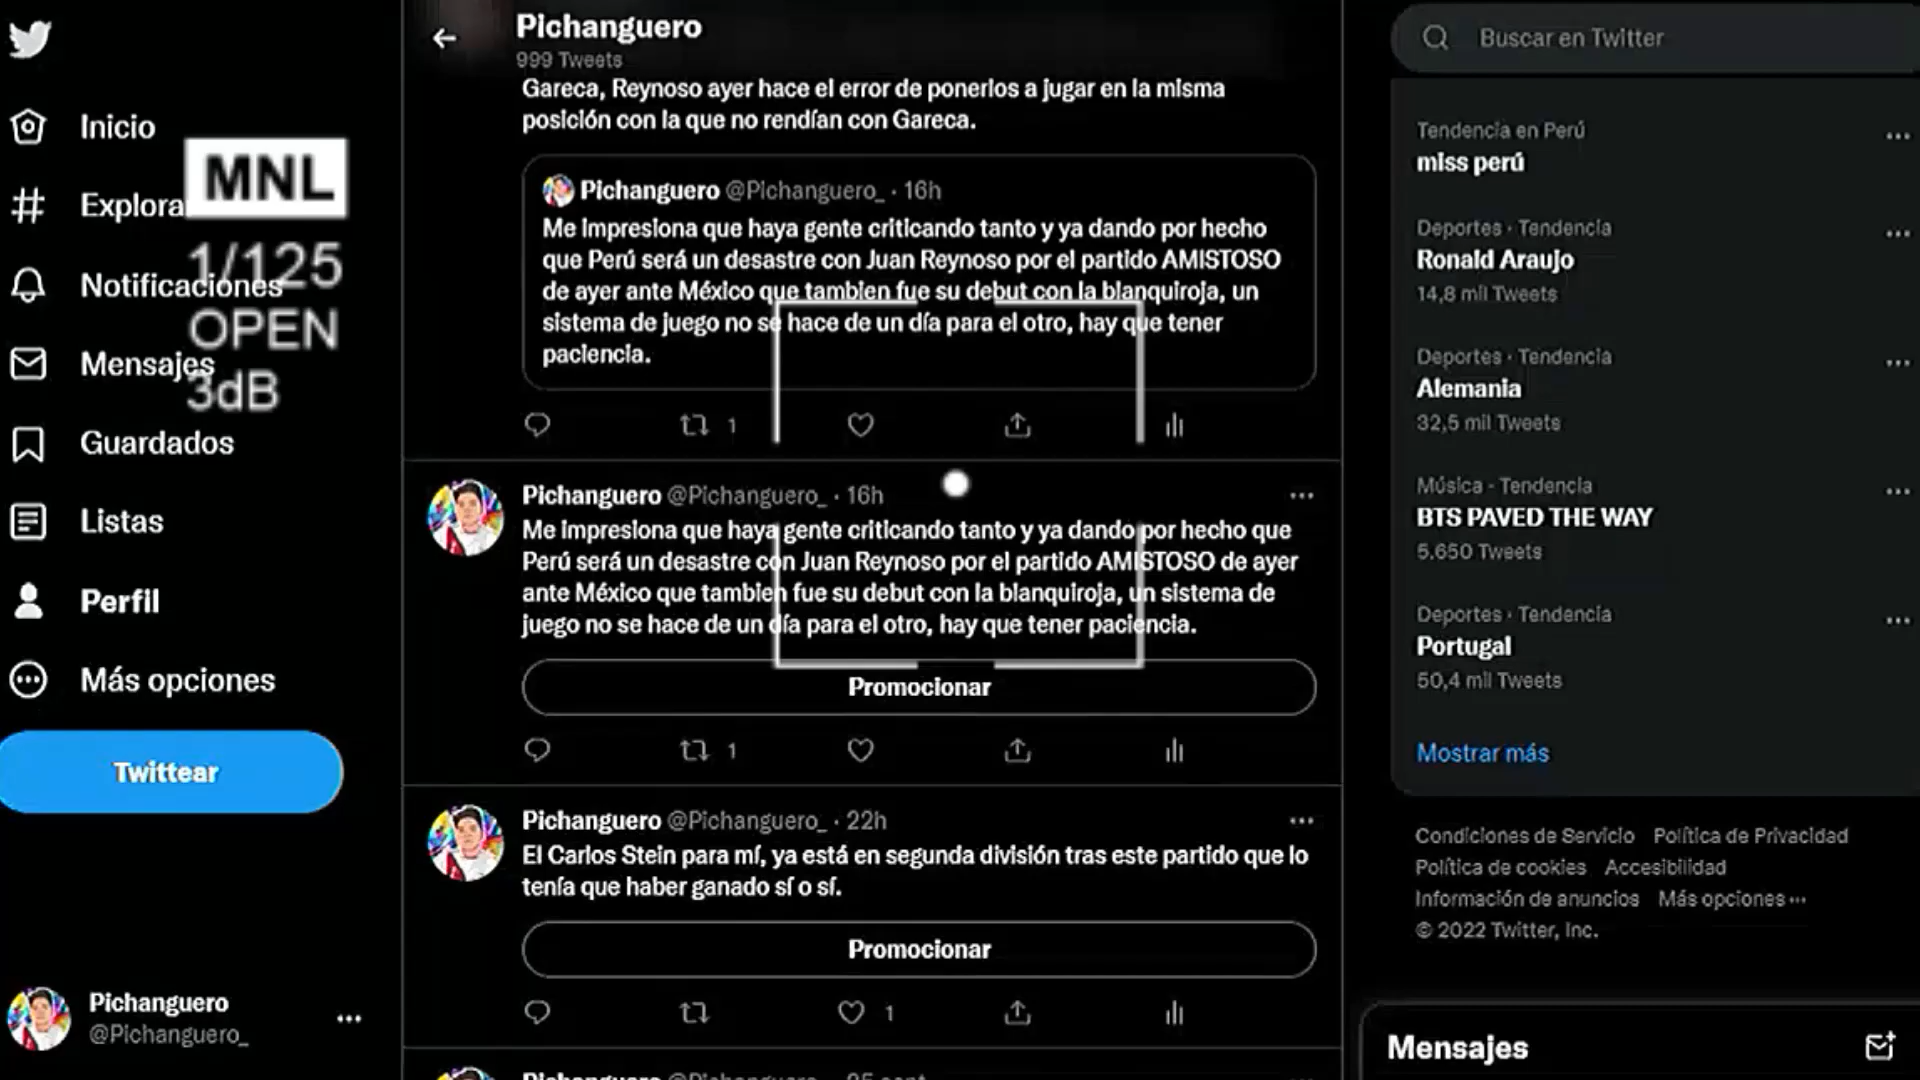 Pichanguero
999 Tweets
Buscar en Twitter
Inicio
Explora
Notificaciones
Mensajes
Guardados
Listas
Perfil
Más opciones
Twittear
Pichanguero
@Pichanguero_
MNL
1/125
OPEN
3dB
Gareca, Reynoso ayer hace el error de ponerlos a jugar en la misma
posición con la que no rendían con Gareca.
Pichanguero @Pichanguero_ · 16h
Me impresiona que haya gente criticando tanto y ya dando por hecho
que Perú será un desastre con Juan Reynoso por el partido AMISTOSO
de ayer ante México que tambien fue su debut con la blanquiroja, un
sistema de juego no se hace de un día para el otro, hay que tener
paciencia.
1
Pichanguero @Pichanguero_ · 16h
Me impresiona que haya gente criticando tanto y ya dando por hecho que
Perú será un desastre con Juan Reynoso por el partido AMISTOSO de ayer
ante México que tambien fue su debut con la blanquiroja, un sistema de
juego no se hace de un día para el otro, hay que tener paciencia.
Promocionar
1
Pichanguero @Pichanguero_ · 22h
El Carlos Stein para mí, ya está en segunda división tras este partido que lo
tenía que haber ganado sí o sí.
Promocionar
1
Pichanguero @Pichanguero_ · 25 sept.
Tendencia en Perú
miss perú
Deportes · Tendencia
Ronald Araujo
14,8 mil Tweets
Deportes · Tendencia
Alemania
32,5 mil Tweets
Música · Tendencia
BTS PAVED THE WAY
5.650 Tweets
Deportes · Tendencia
Portugal
50,4 mil Tweets
Mostrar más
Condiciones de Servicio Política de Privacidad
Política de cookies Accesibilidad
Información de anuncios Más opciones ···
© 2022 Twitter, Inc.
Mensajes